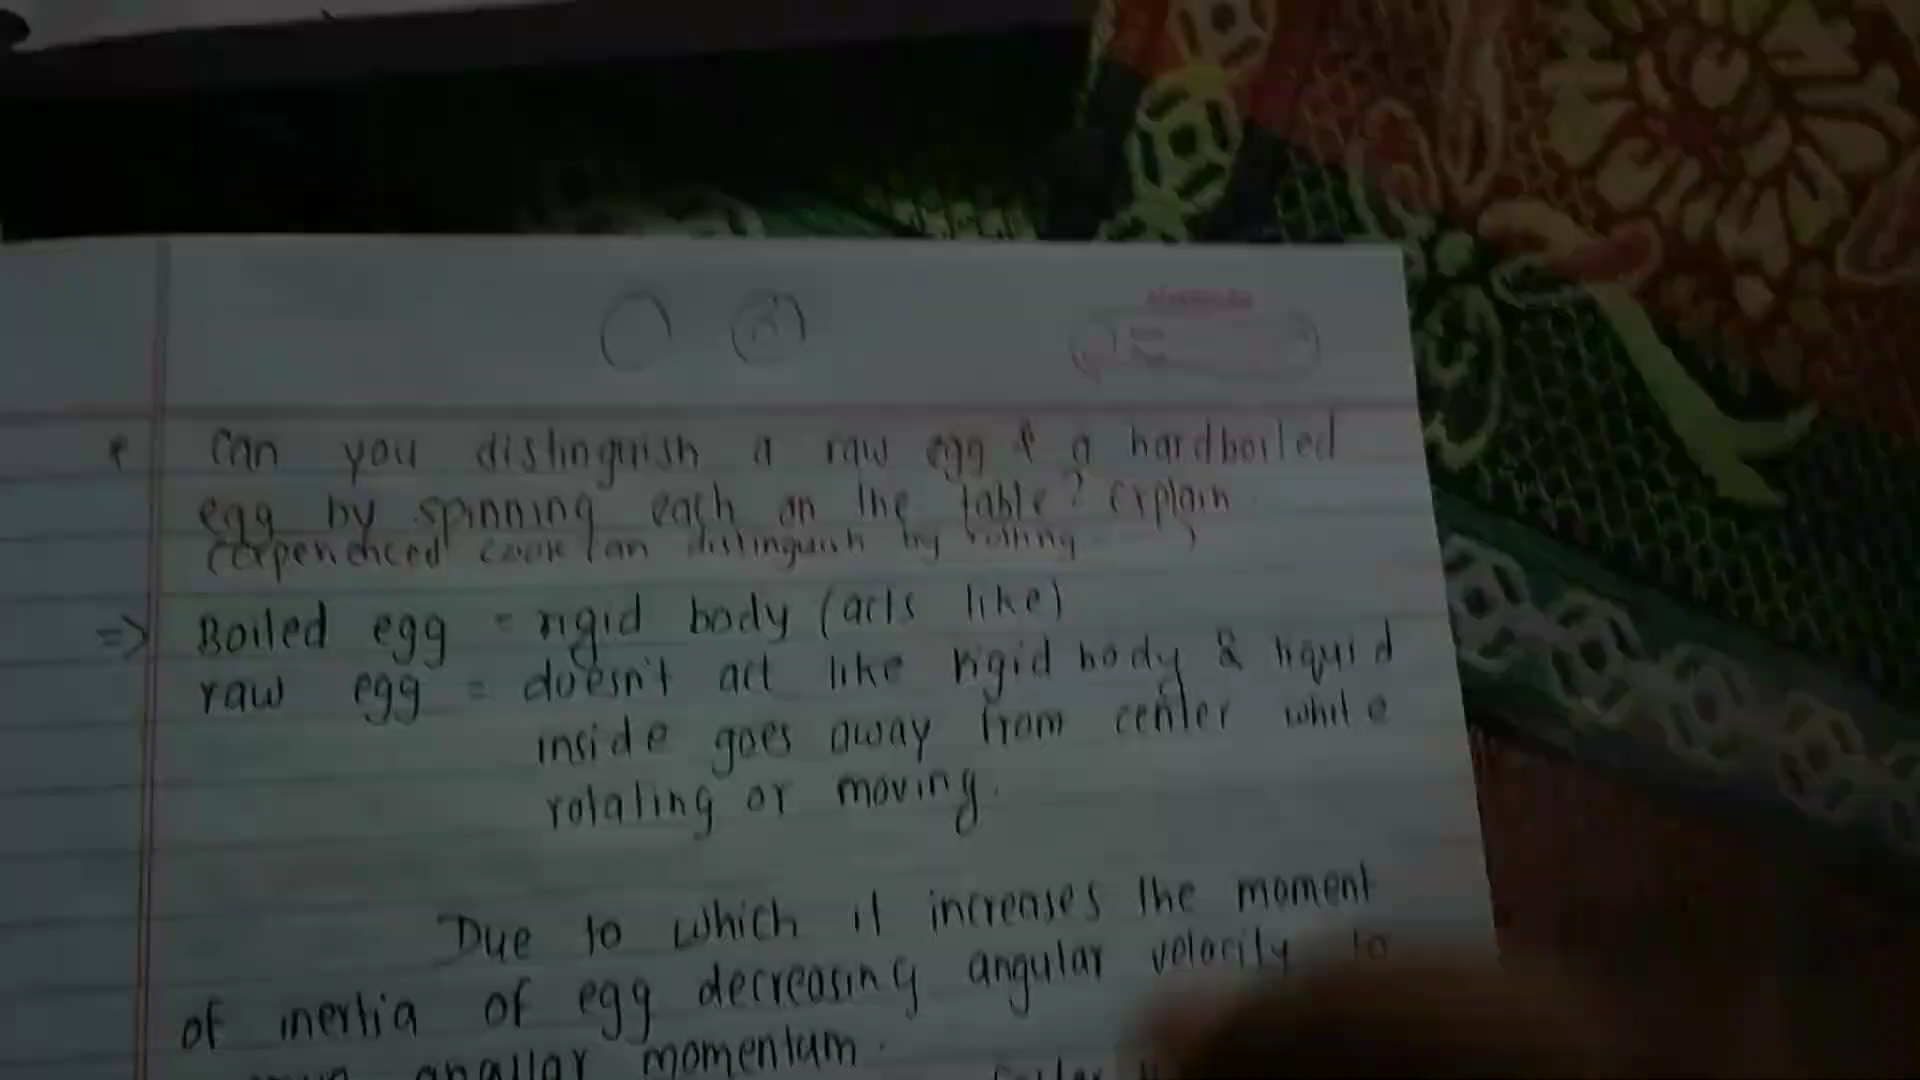 can you distinguish a raw egg & a hardboiled
egg by spinning each on the table? explain
(experienced cook can distinguish by rolling)
=> Boiled egg = rigid body (acts like)
raw egg = doesn't act like rigid body & liquid
inside goes away from center while
rotating or moving.
Due to which it increases the moment
of inertia of egg decreasing angular velocity to
angular momentum.